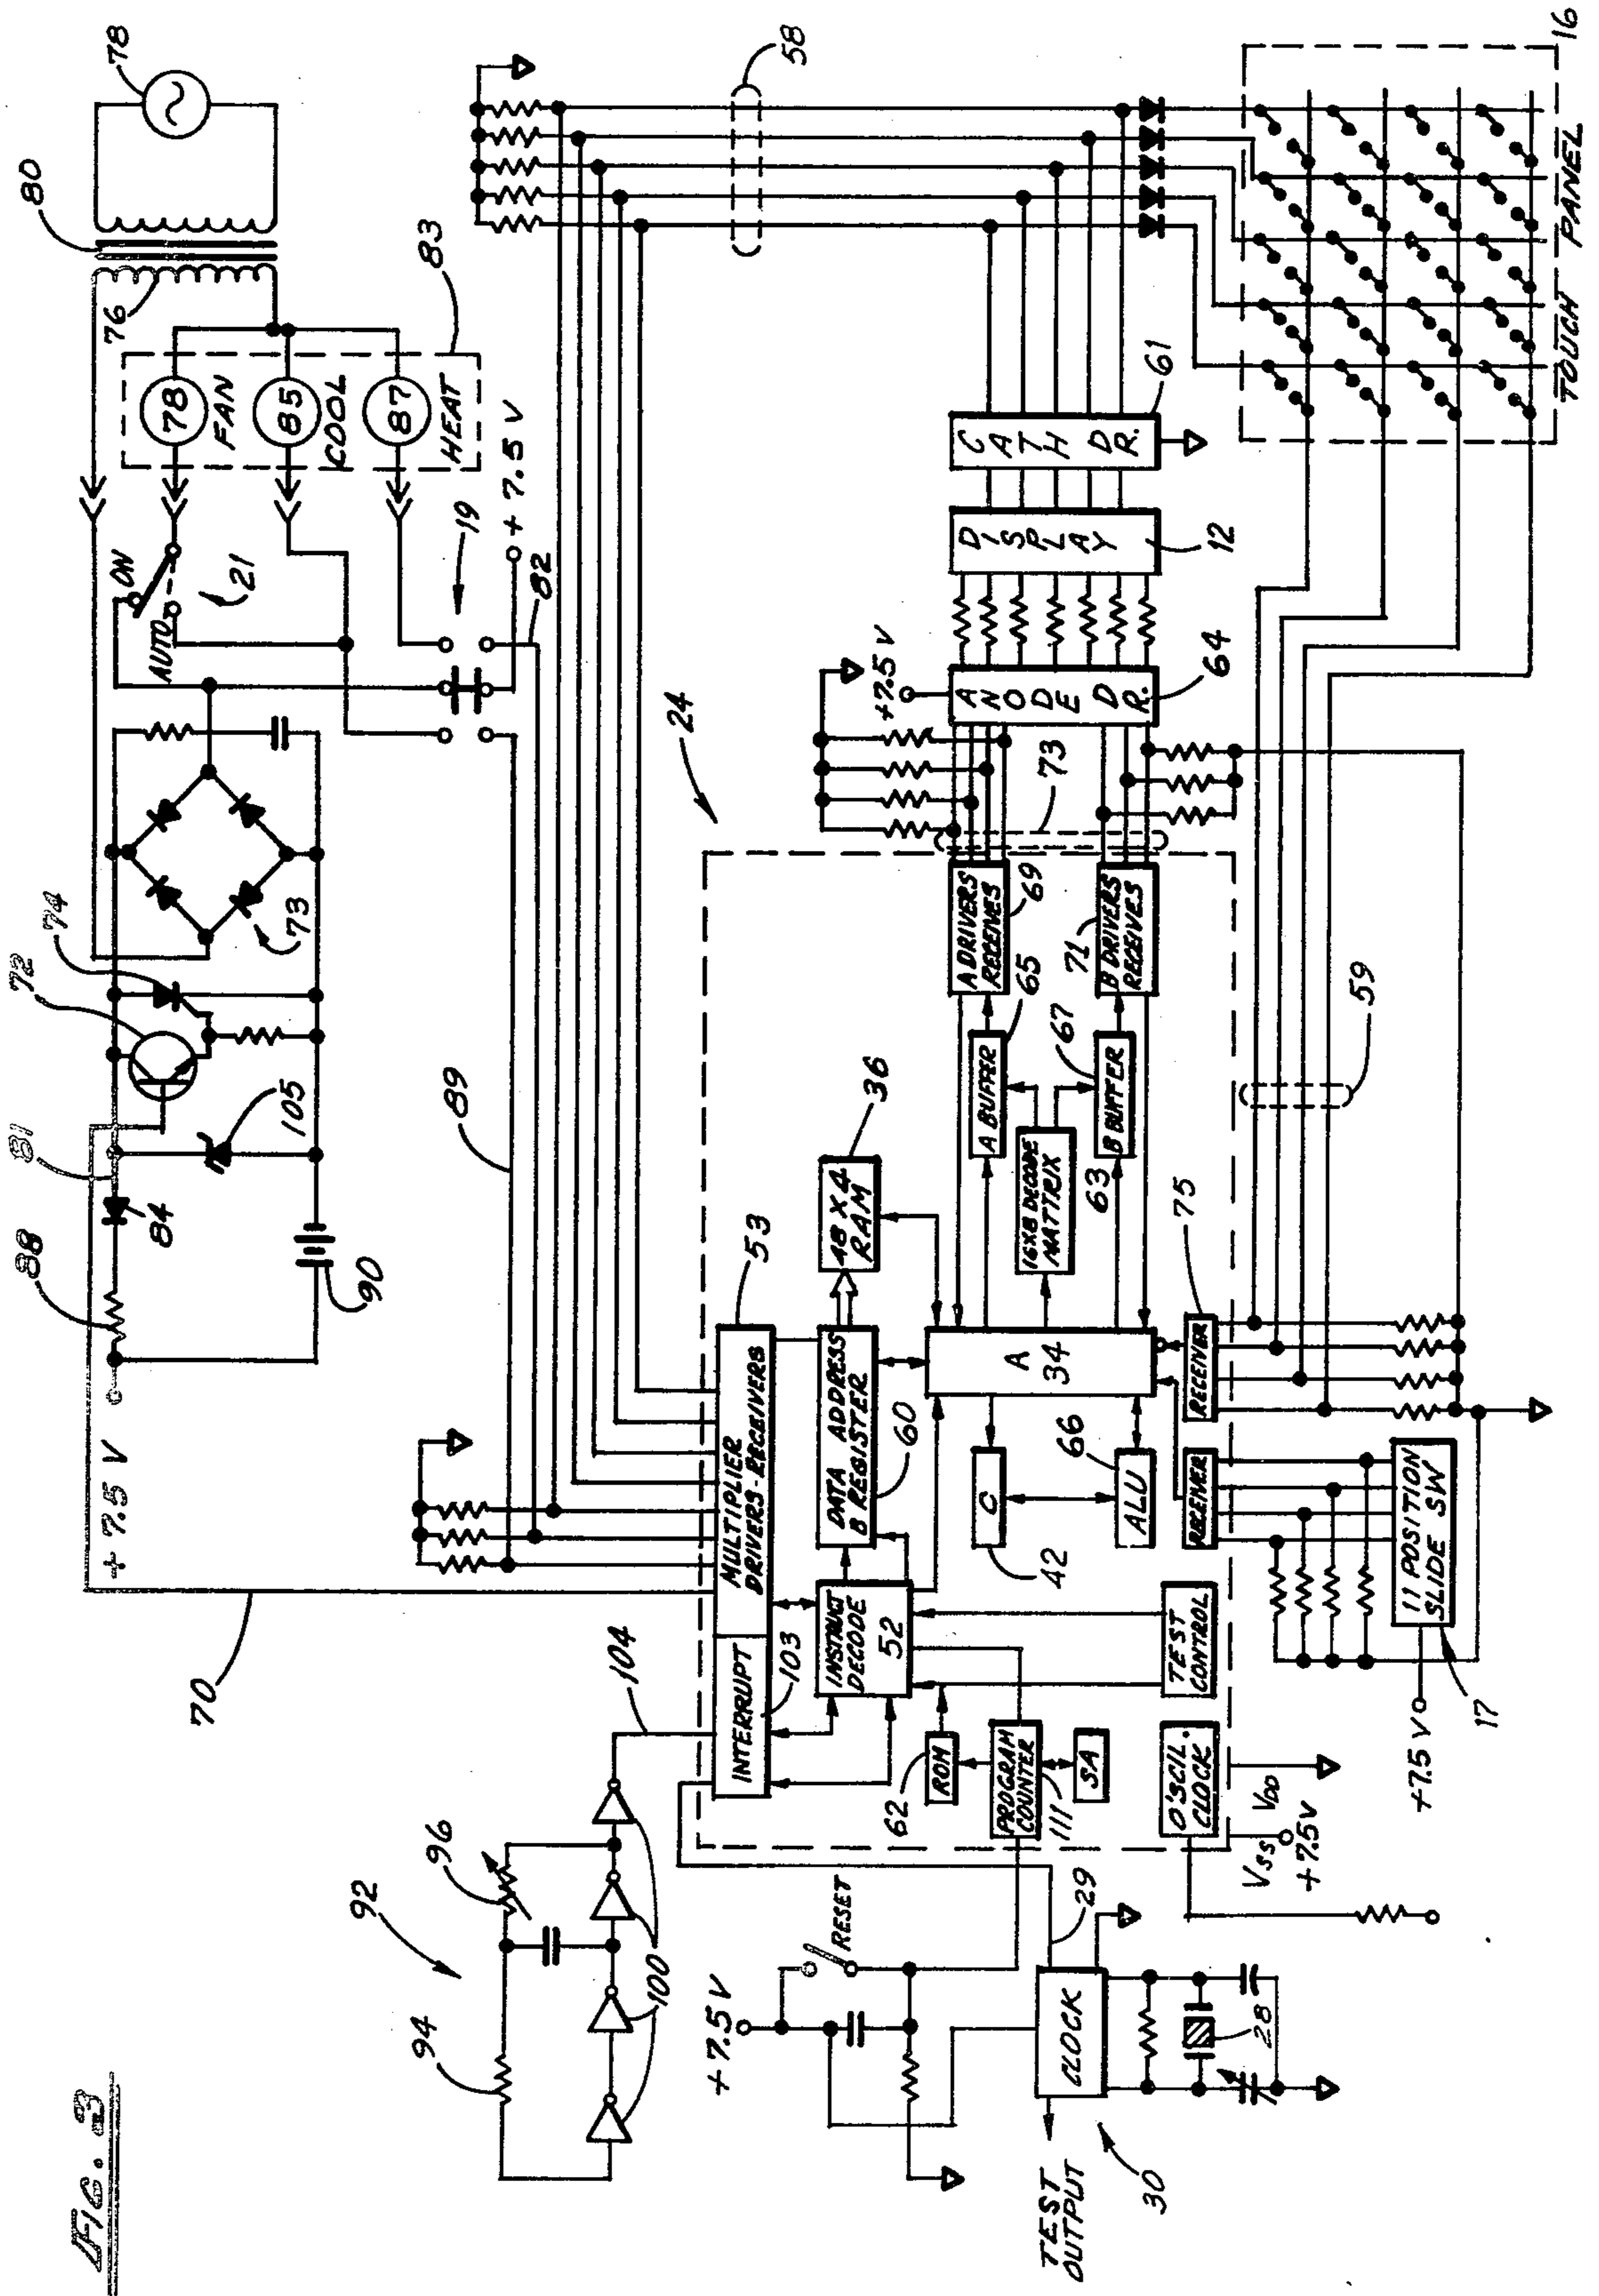 FIG. 3
78
80
76
83
78
FAN
85
COOL
87
HEAT
ON
AUTO
21
19
+7.5 V
82
58
16
TOUCH PANEL
74
72
73
81
105
84
88
90
+7.5 V
89
70
24
53
36
MULTIPLIER
DRIVERS-RECEIVERS
INTERRUPT
103
104
92
96
94
100
48 X 4
RAM
DATA ADDRESS
B REGISTER
60
INSTRUCT
DECODE
52
A
34
C
42
66
ALU
ROM
62
PROGRAM
COUNTER
111
SA
TEST
CONTROL
O'SCIL.
CLOCK
VDD
VSS
+7.5V
16X8 DECODE
MATTRIX
63
A BUFFER
65
67
B BUFFER
A DRIVERS
RECEIVES
69
71
B DRIVERS
RECEIVES
73
+7.5 V
ANODE DR.
64
DISPLAY
12
CATH DR.
61
59
75
RECEIVER
RECEIVER
11 POSITION
SLIDE SW
17
+7.5 V
+7.5 V
RESET
29
CLOCK
28
30
TEST
OUTPUT